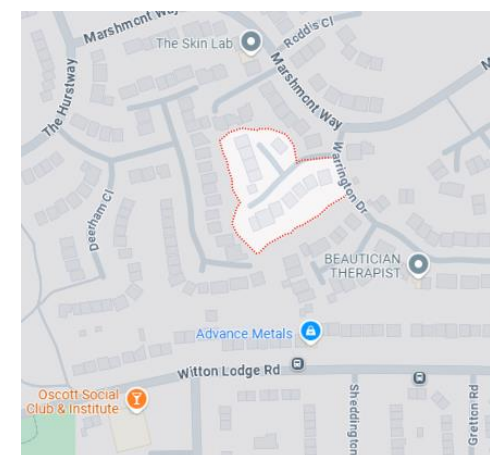 Marshmont Way
The Skin Lab
Roddis Cl
The Hurstway
Marshmont Way
M
Warrington Dr
Deerham Cl
BEAUTICIAN
THERAPIST
Advance Metals
Witton Lodge Rd
Oscott Social
Club & Institute
Sheddington
Gretton Rd